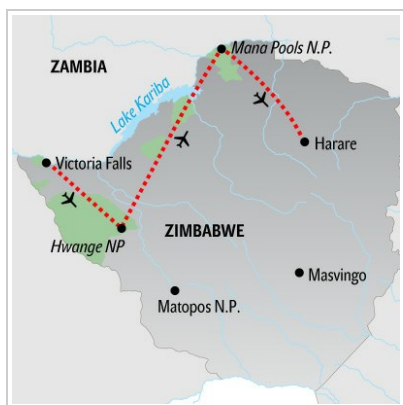 Mana Pools N.P.
ZAMBIA
Lake Kariba
Harare
Victoria Falls
ZIMBABWE
Hwange NP
Masvingo
Matopos N.P.